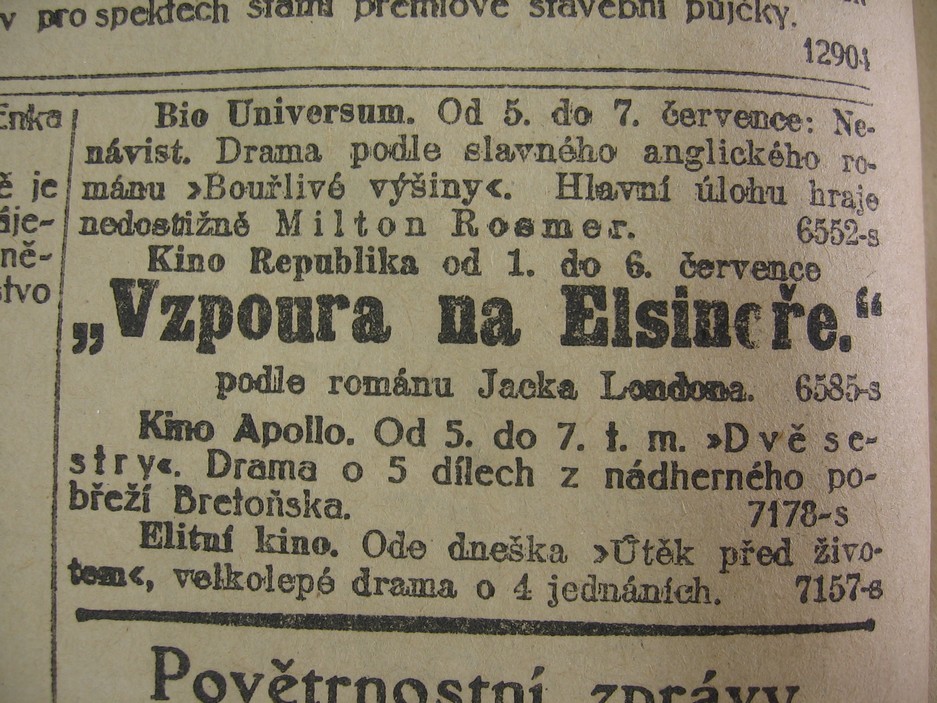 v prospektech státní prémiové stavební půjčky.
12904
Bio Universum. Od 5. do 7. července: Ne-
návist. Drama podle slavného anglického ro-
mánu »Bouřlivé výšiny«. Hlavní úlohu hraje
nedostižně Milton Rosmer. 6552-s
Kino Republika od 1. do 6. července
„Vzpoura na Elsinoře.“
podle románu Jacka Londona. 6585-s
Kino Apollo. Od 5. do 7. t. m. »Dvě se-
stry«. Drama o 5 dílech z nádherného po-
břeží Bretoňska. 7178-s
Elitní kino. Ode dneška »Útěk před živo-
tem«, velkolepé drama o 4 jednáních. 7157-s
Povětrnostní zprávy